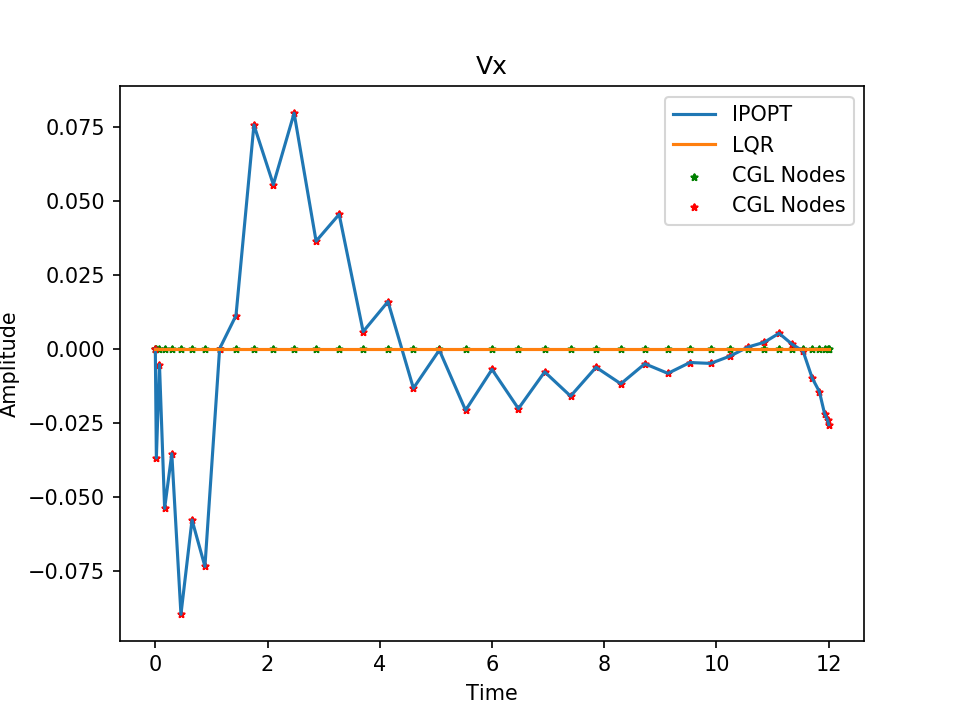 Vx
IPOPT
LQR
CGL Nodes
CGL Nodes
Amplitude
0.075
0.050
0.025
0.000
−0.025
−0.050
−0.075
0 2 4 6 8 10 12
Time